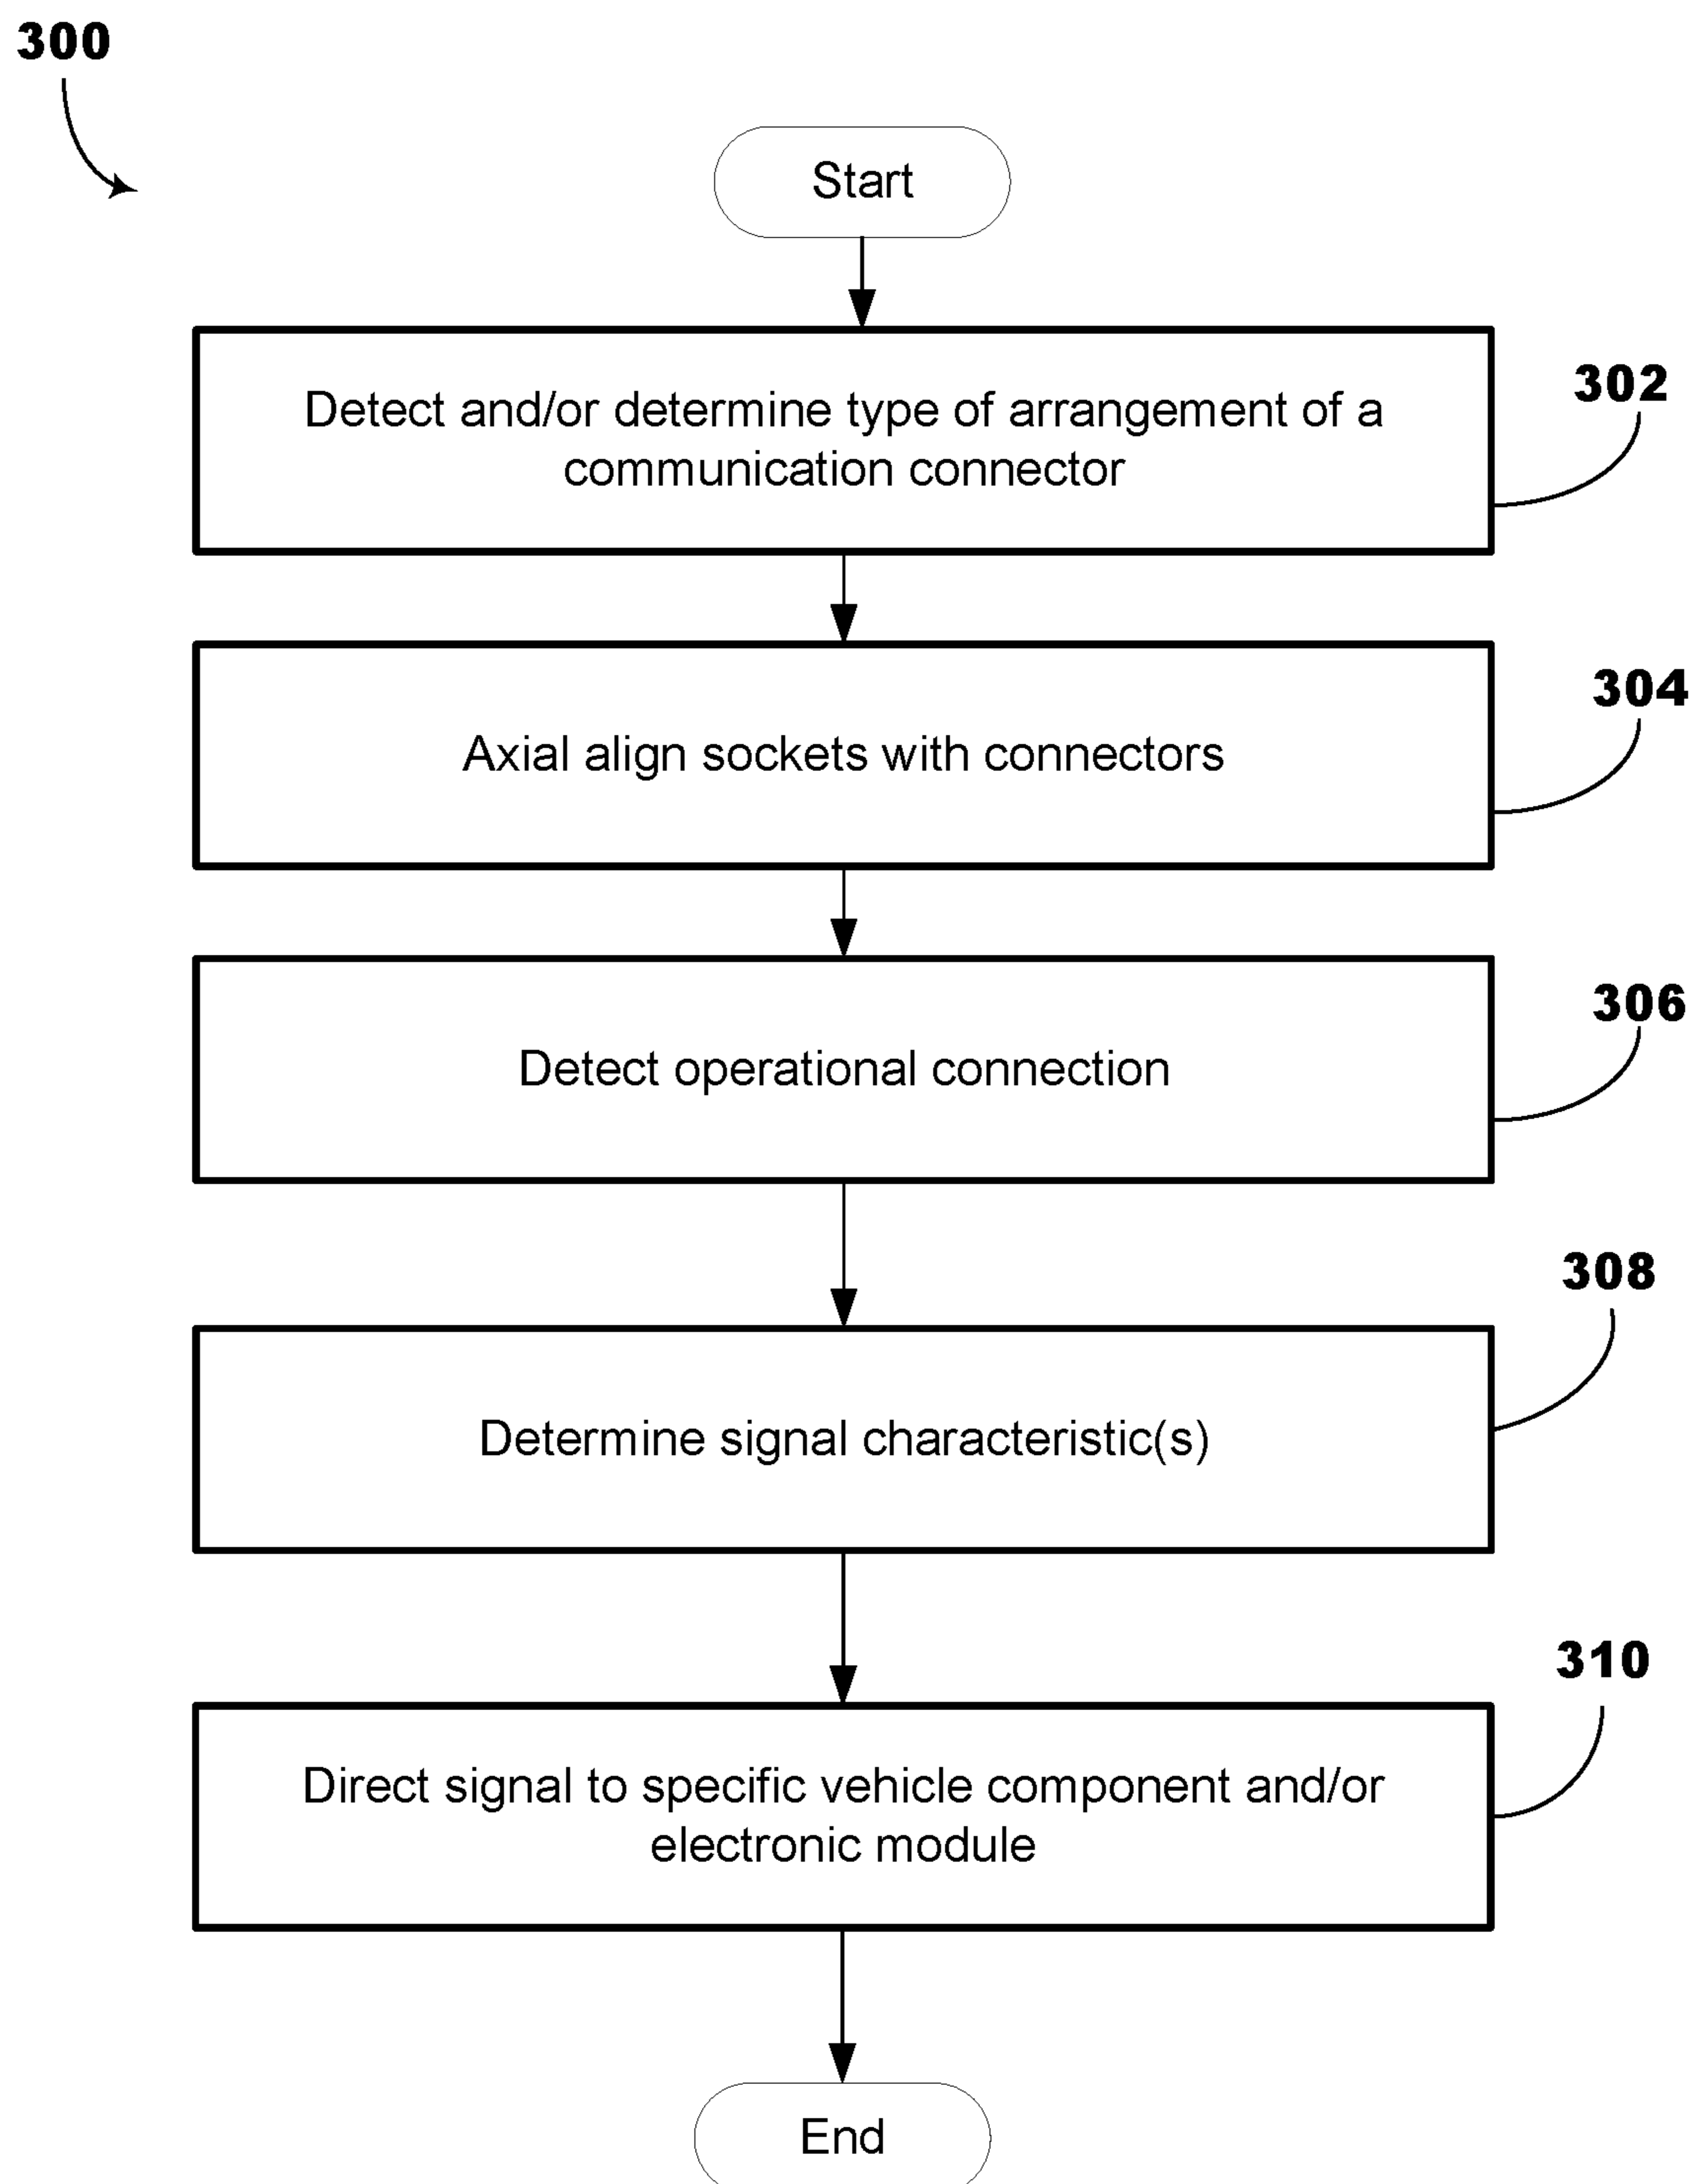 300
Start
Detect and/or determine type of arrangement of a
communication connector
302
Axial align sockets with connectors
304
Detect operational connection
306
Determine signal characteristic(s)
308
Direct signal to specific vehicle component and/or
electronic module
310
End